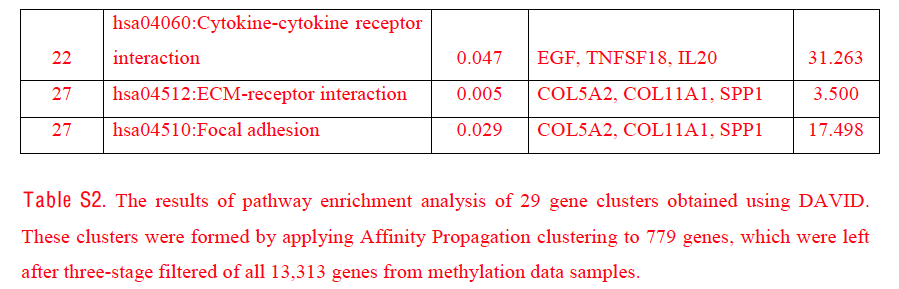 hsa04060:Cytokine-cytokine receptor
22 interaction 0.047 EGF, TNFSF18, IL20 31.263
27 hsa04512:ECM-receptor interaction 0.005 COL5A2, COL11A1, SPP1 3.500
27 hsa04510:Focal adhesion 0.029 COL5A2, COL11A1, SPP1 17.498
Table S2. The results of pathway enrichment analysis of 29 gene clusters obtained using DAVID.
These clusters were formed by applying Affinity Propagation clustering to 779 genes, which were left
after three-stage filtered of all 13,313 genes from methylation data samples.